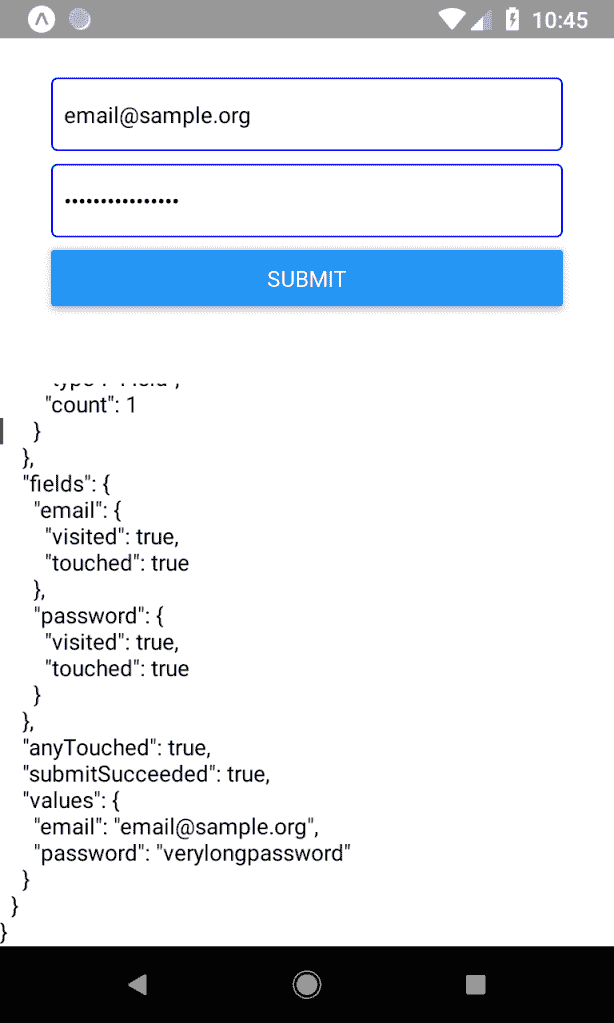 10:45
email@sample.org
••••••••••••••••
SUBMIT
"count": 1
}
},
"fields": {
"email": {
"visited": true,
"touched": true
},
"password": {
"visited": true,
"touched": true
}
},
"anyTouched": true,
"submitSucceeded": true,
"values": {
"email": "email@sample.org",
"password": "verylongpassword"
}
}
}